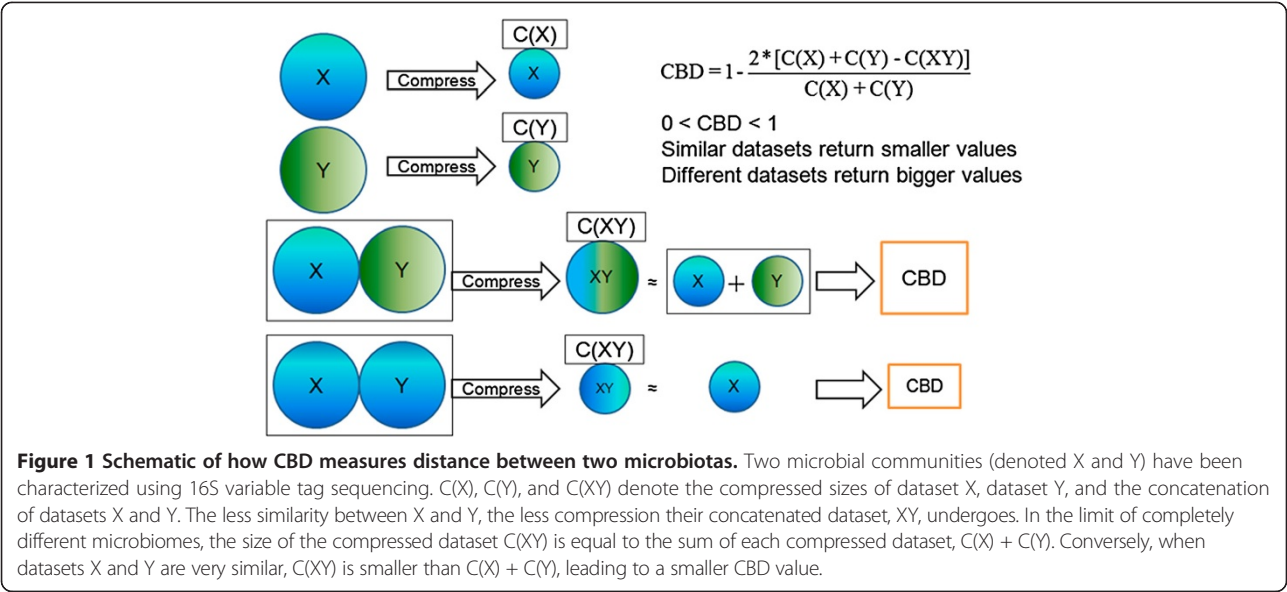 C(X)
X
Compress
X
CBD = 1 - 2*[C(X)+C(Y) - C(XY)]
C(X) + C(Y)
0 < CBD < 1
Similar datasets return smaller values
Different datasets return bigger values
C(Y)
Y
Compress
Y
C(XY)
X Y
Compress
XY ≈ X + Y
CBD
C(XY)
X Y
Compress
XY ≈ X
CBD
Figure 1 Schematic of how CBD measures distance between two microbiotas. Two microbial communities (denoted X and Y) have been
characterized using 16S variable tag sequencing. C(X), C(Y), and C(XY) denote the compressed sizes of dataset X, dataset Y, and the concatenation
of datasets X and Y. The less similarity between X and Y, the less compression their concatenated dataset, XY, undergoes. In the limit of completely
different microbiomes, the size of the compressed dataset C(XY) is equal to the sum of each compressed dataset, C(X) + C(Y). Conversely, when
datasets X and Y are very similar, C(XY) is smaller than C(X) + C(Y), leading to a smaller CBD value.